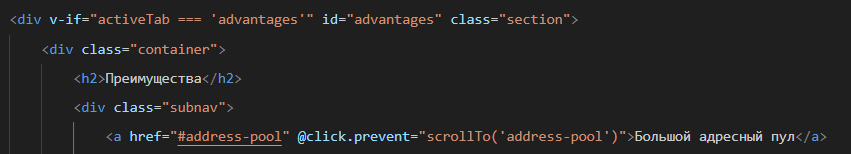 <div v-if="activeTab === 'advantages'" id="advantages" class="section">
<div class="container">
<h2>Преимущества</h2>
<div class="subnav">
<a href="#address-pool" @click.prevent="scrollTo('address-pool')">Большой адресный пул</a>